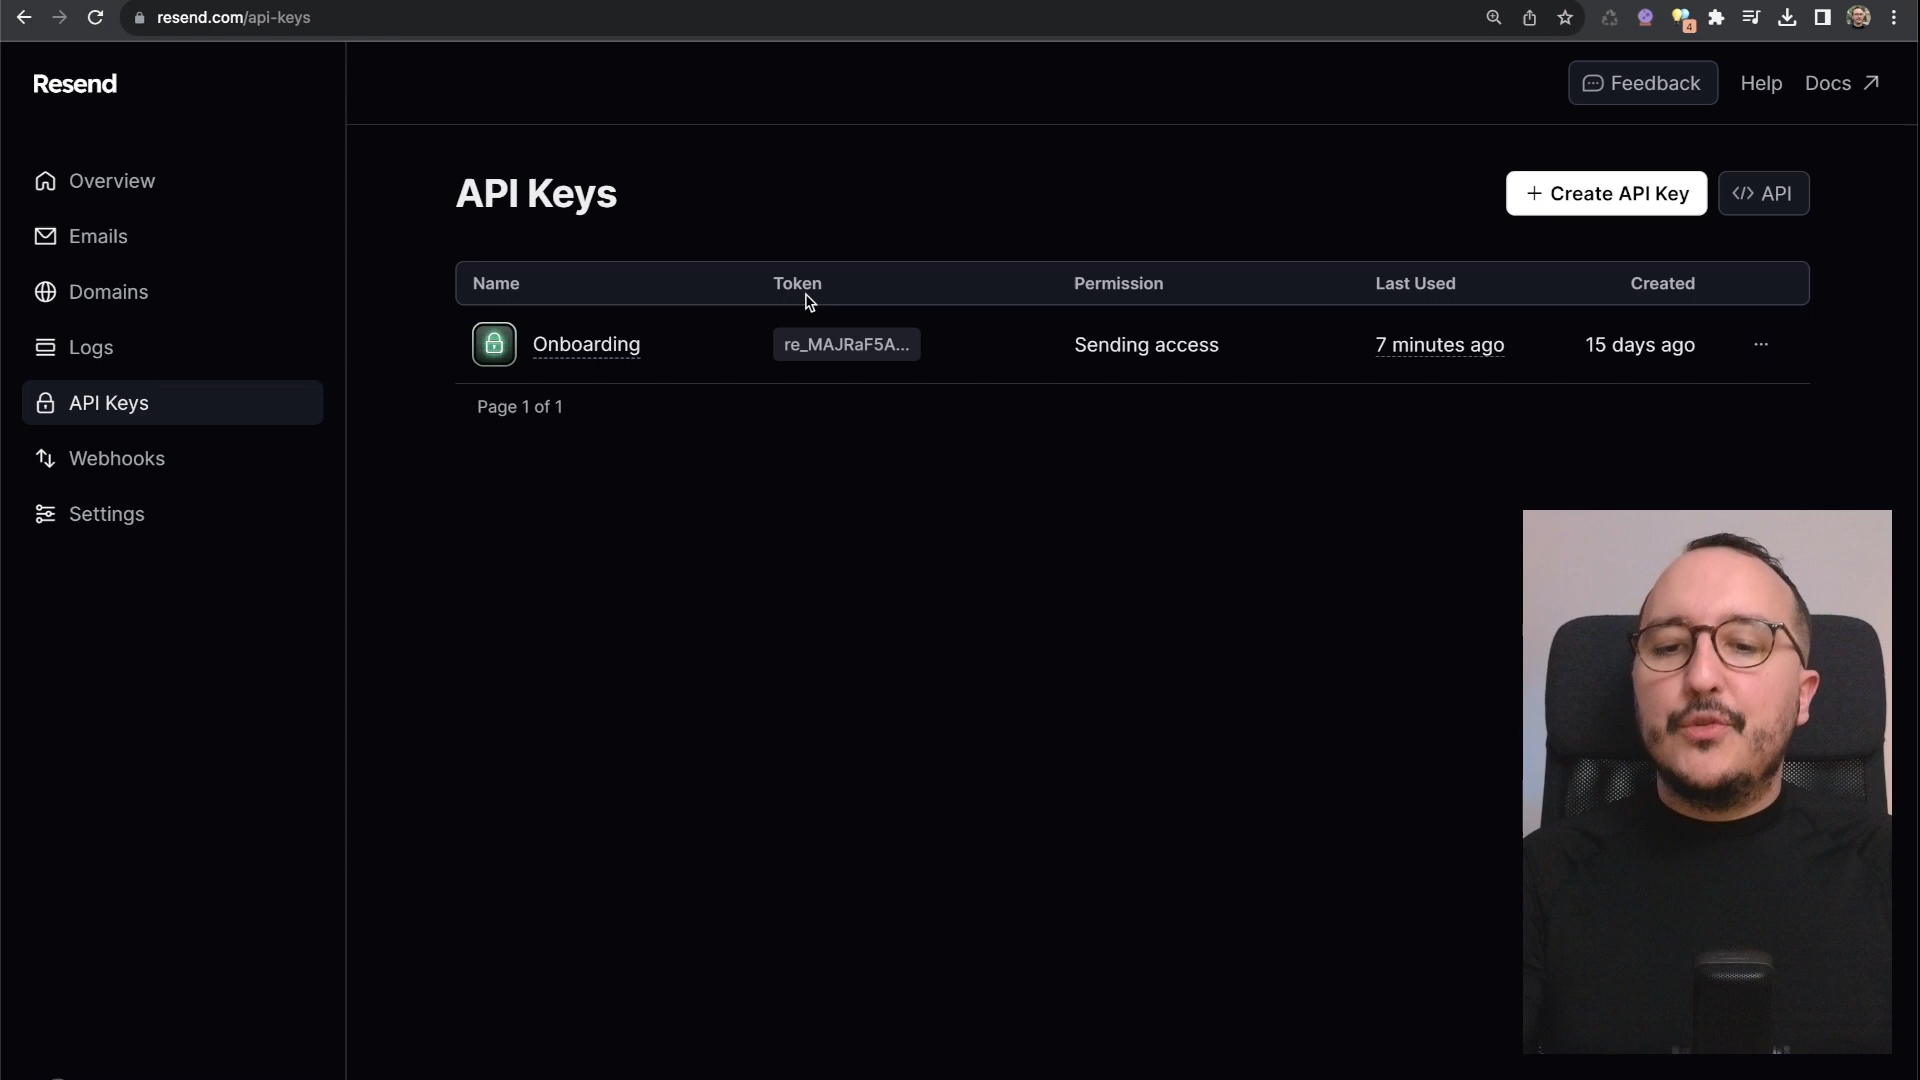 resend.com/api-keys
4
Resend
Feedback
Help
Docs
Overview
Emails
Domains
Logs
API Keys
Webhooks
Settings
API Keys
+ Create API Key
</> API
Name Token Permission Last Used Created
Onboarding re_MAJRaF5A... Sending access 7 minutes ago 15 days ago ...
Page 1 of 1